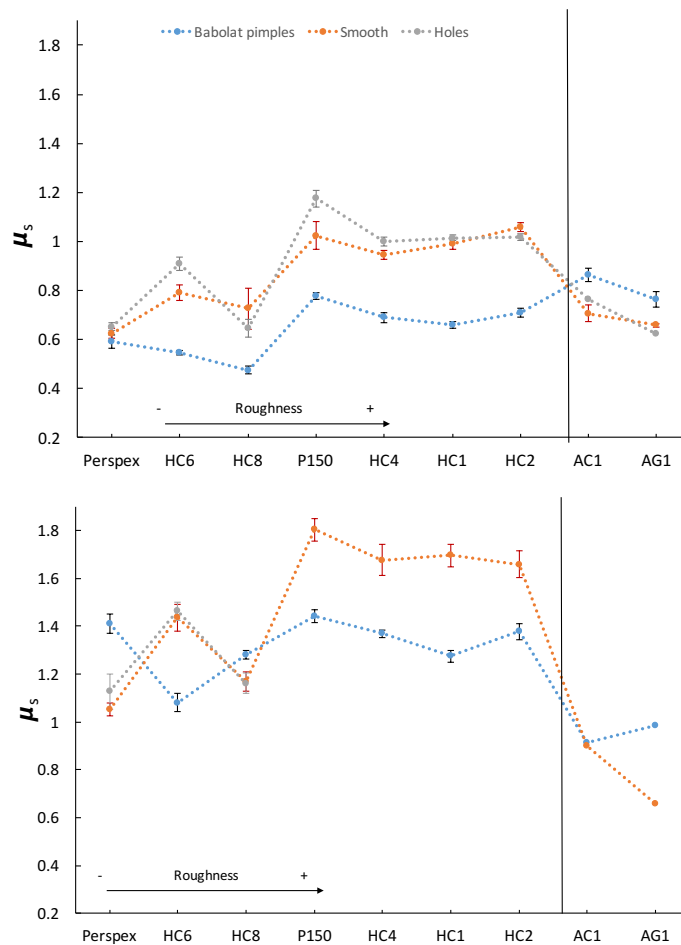 1.8
Babolat pimples Smooth Holes
1.6
1.4
1.2
μs
1
0.8
0.6
0.4
- Roughness +
0.2
Perspex HC6 HC8 P150 HC4 HC1 HC2 AC1 AG1
1.8
1.6
1.4
1.2
μs
1
0.8
0.6
0.4
- Roughness +
0.2
Perspex HC6 HC8 P150 HC4 HC1 HC2 AC1 AG1